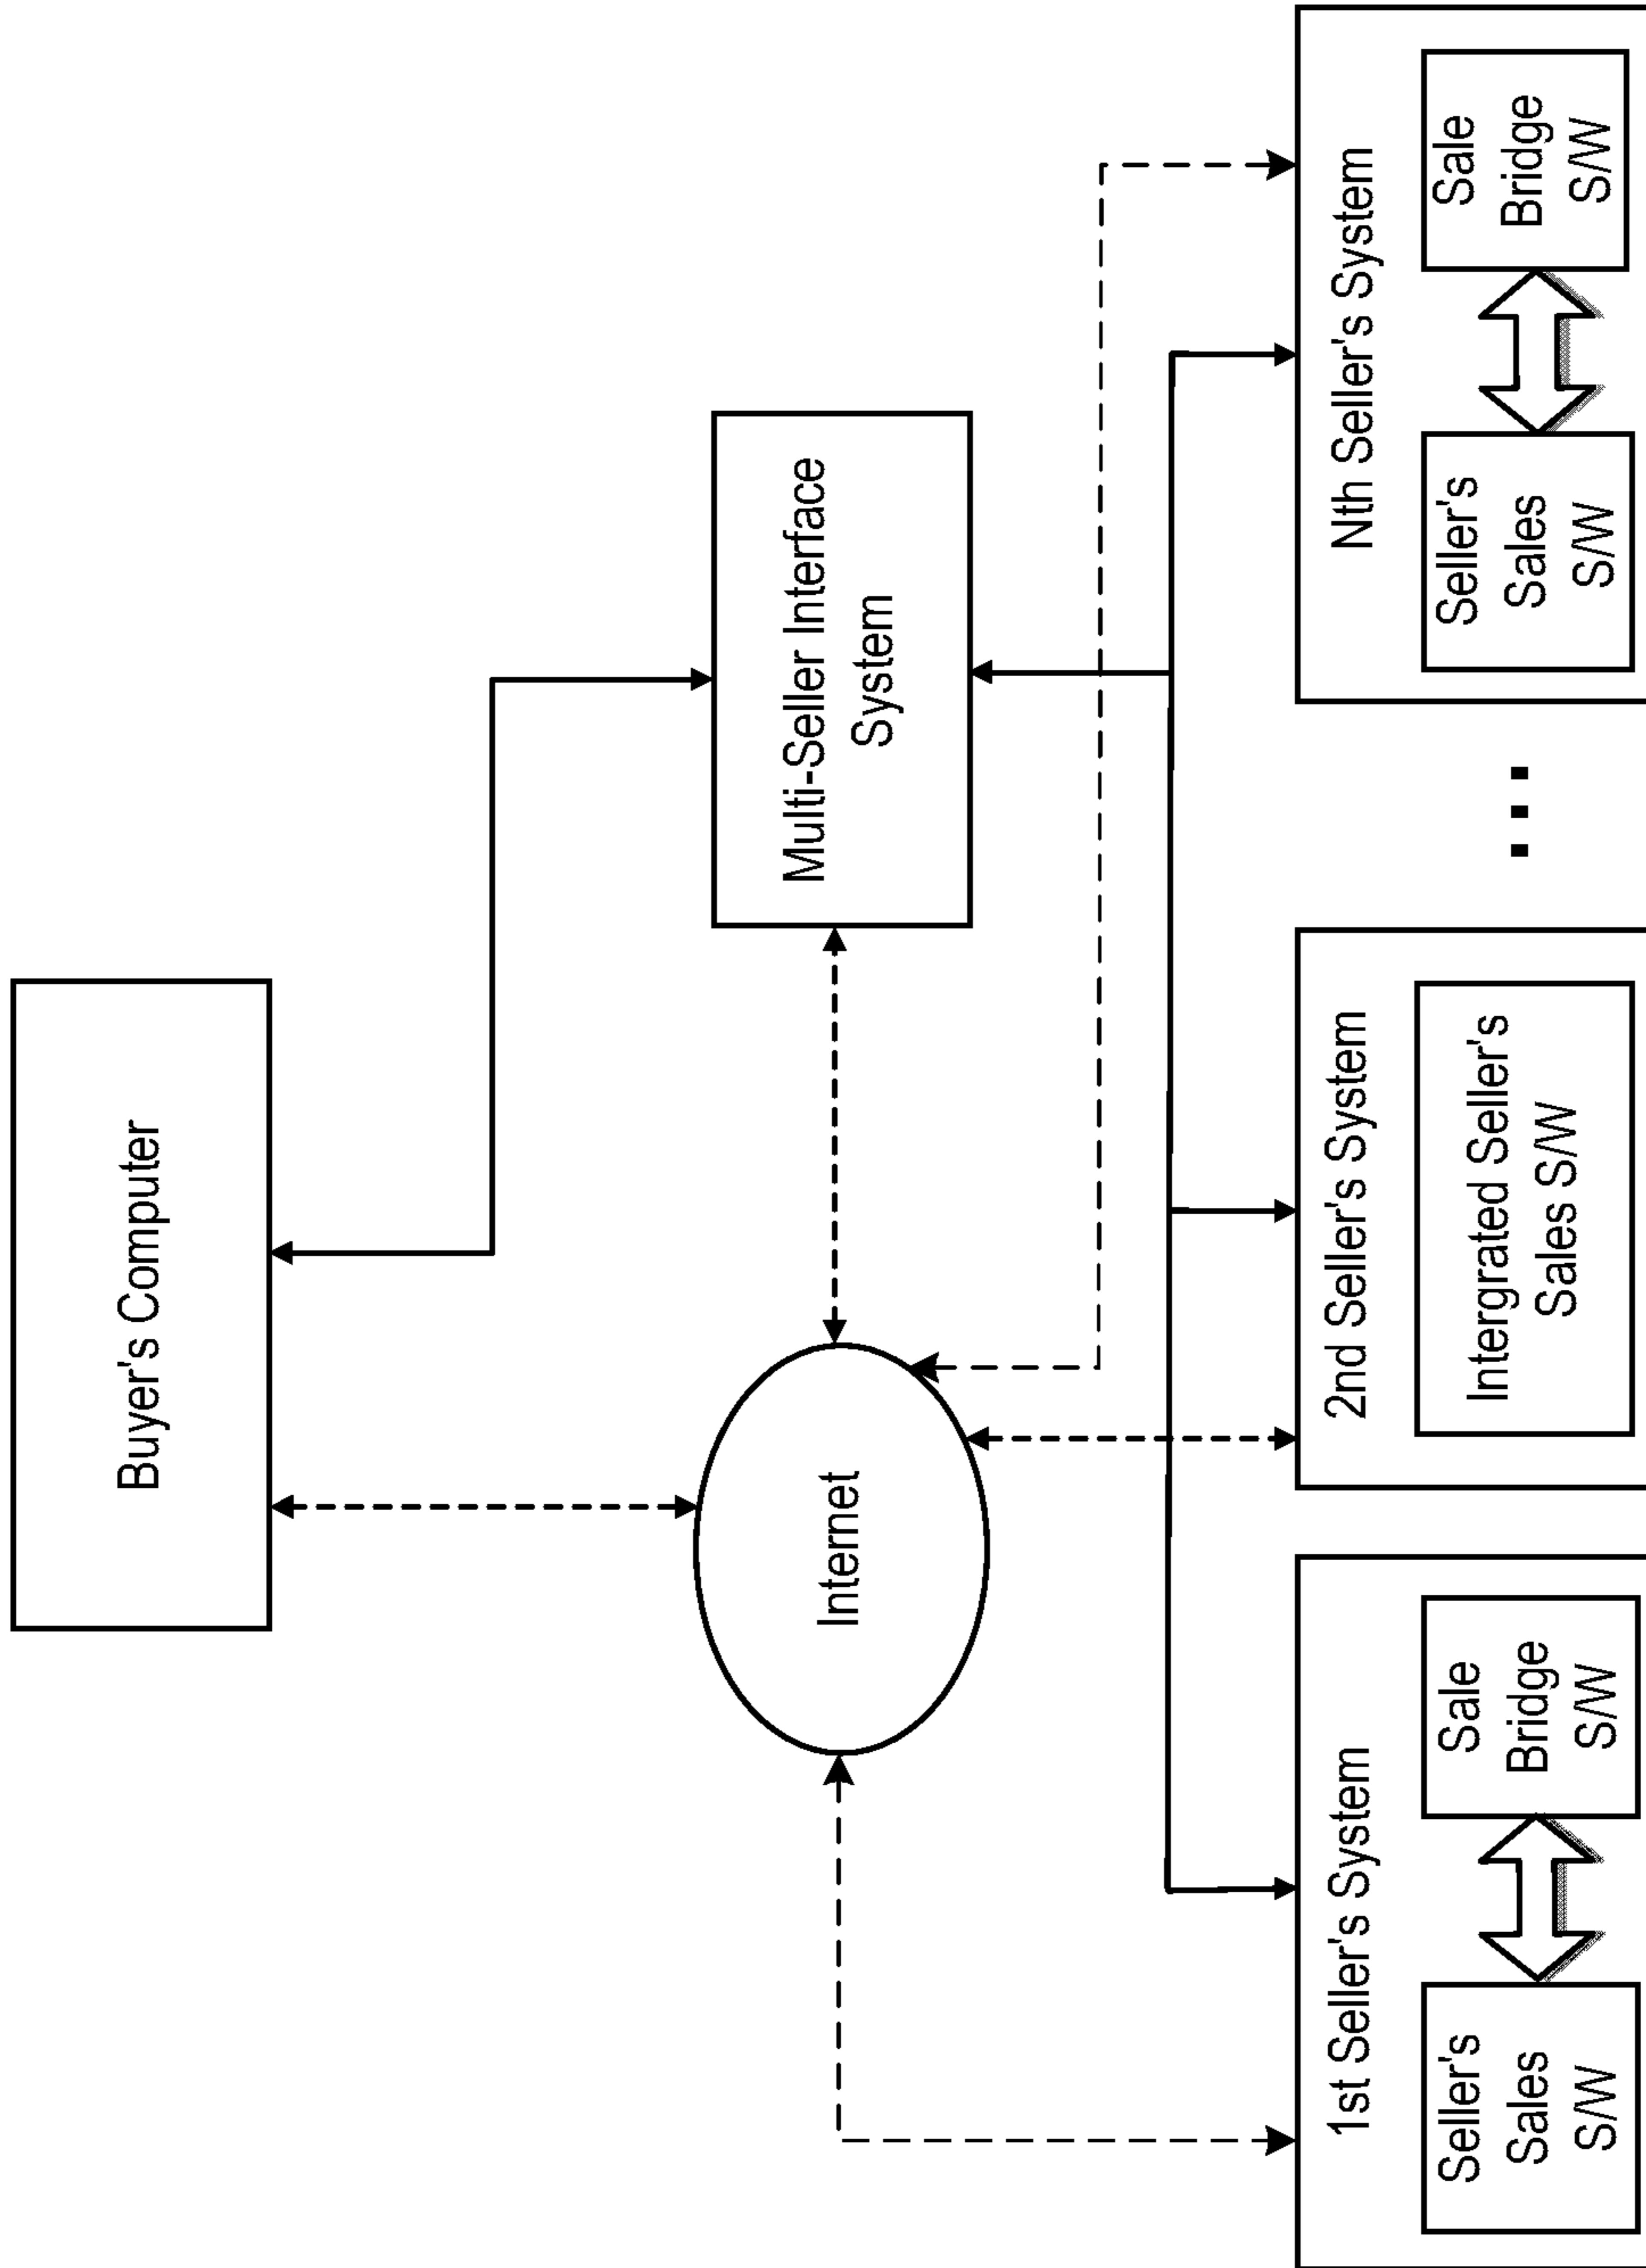 Buyer's Computer
Internet
Multi-Seller Interface
System
1st Seller's System
Seller's
Sales
S/W
Sale
Bridge
S/W
2nd Seller's System
Intergrated Seller's
Sales S/W
...
Nth Seller's System
Seller's
Sales
S/W
Sale
Bridge
S/W